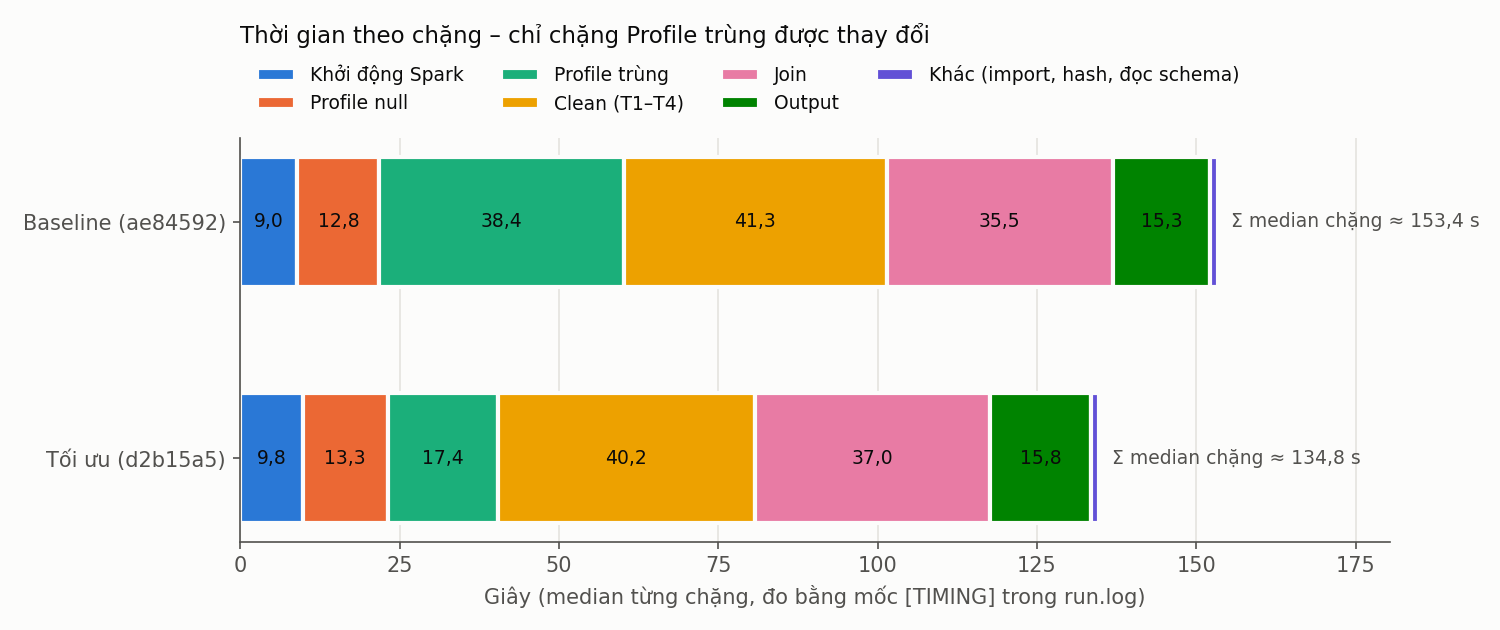 Thời gian theo chặng – chỉ chặng Profile trùng được thay đổi
Khởi động Spark
Profile trùng
Join
Khác (import, hash, đọc schema)
Profile null
Clean (T1–T4)
Output
Baseline (ae84592)
9,0
12,8
38,4
41,3
35,5
15,3
Σ median chặng ≈ 153,4 s
Tối ưu (d2b15a5)
9,8
13,3
17,4
40,2
37,0
15,8
Σ median chặng ≈ 134,8 s
0
25
50
75
100
125
150
175
Giây (median từng chặng, đo bằng mốc [TIMING] trong run.log)